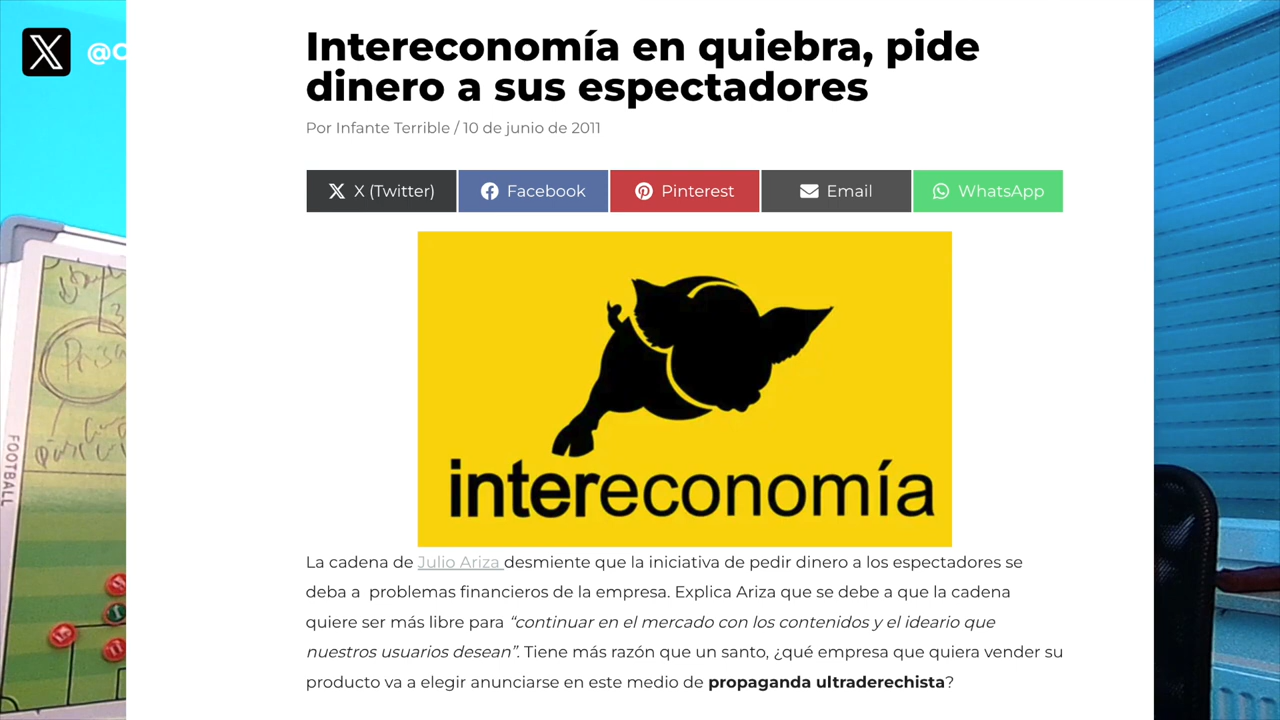 Intereconomía en quiebra, pide
dinero a sus espectadores
Por Infante Terrible / 10 de junio de 2011
X (Twitter)
Facebook
Pinterest
Email
WhatsApp
intereconomía
La cadena de Julio Ariza desmiente que la iniciativa de pedir dinero a los espectadores se
deba a problemas financieros de la empresa. Explica Ariza que se debe a que la cadena
quiere ser más libre para “continuar en el mercado con los contenidos y el ideario que
nuestros usuarios desean”. Tiene más razón que un santo, ¿qué empresa que quiera vender su
producto va a elegir anunciarse en este medio de propaganda ultraderechista?
FOOTBALL